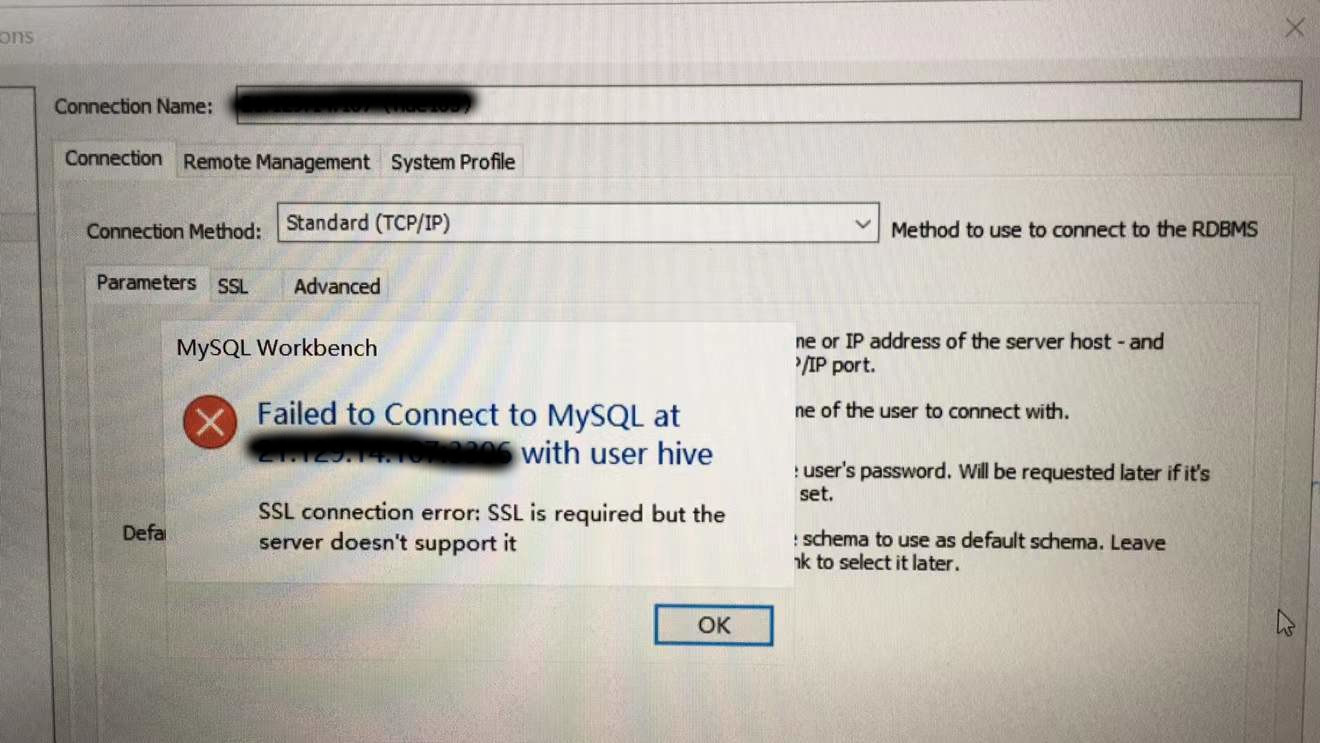 ons
Connection Name:
Connection Remote Management System Profile
Connection Method: Standard (TCP/IP) Method to use to connect to the RDBMS
Parameters SSL Advanced
MySQL Workbench
Failed to Connect to MySQL at
with user hive
SSL connection error: SSL is required but the
server doesn't support it
OK
ne or IP address of the server host - and
P/IP port.
ne of the user to connect with.
user's password. Will be requested later if it's
set.
Defa
schema to use as default schema. Leave
nk to select it later.